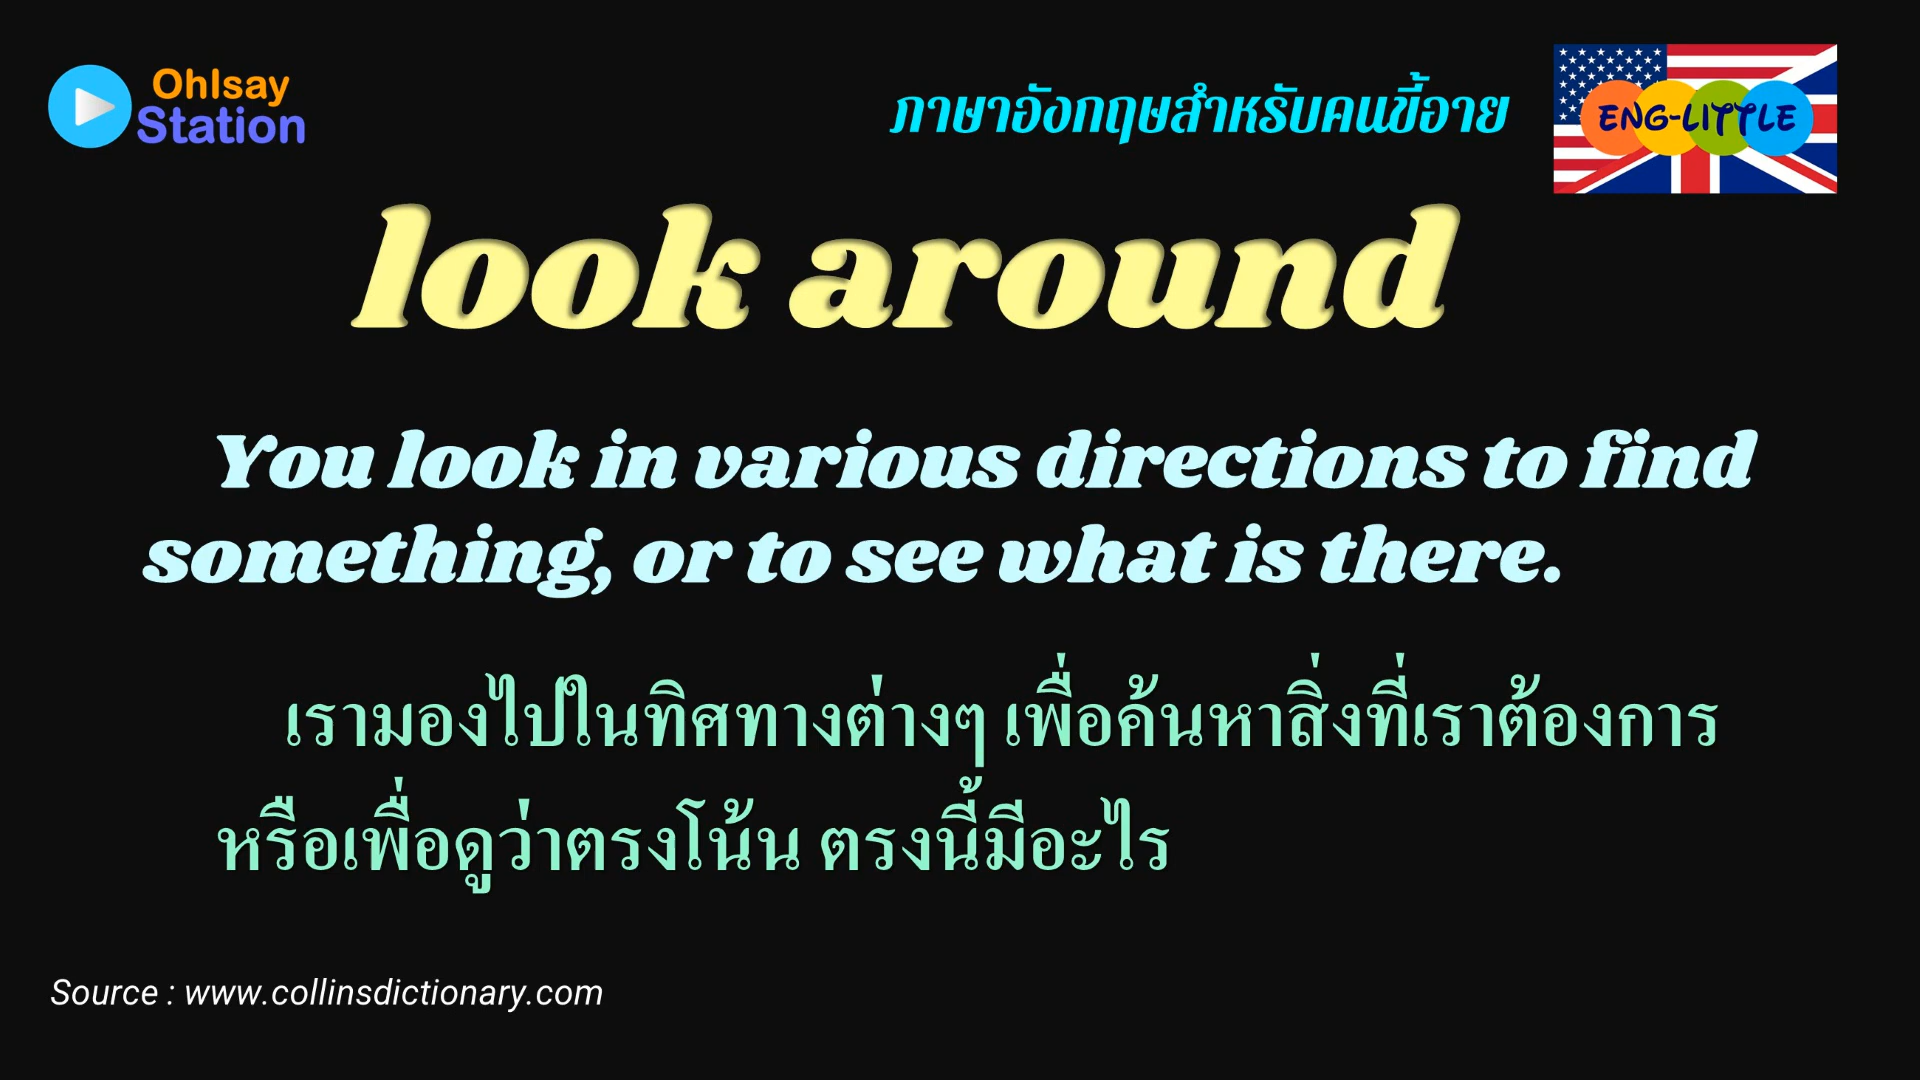 OhIsay
Station
ภาษาอังกฤษสำหรับคนขี้อาย
ENG-LITTLE
look around
You look in various directions to find
something, or to see what is there.
เรามองไปในทิศทางต่างๆ เพื่อค้นหาสิ่งที่เราต้องการ
หรือเพื่อดูว่าตรงโน้น ตรงนี้มีอะไร
Source : www.collinsdictionary.com